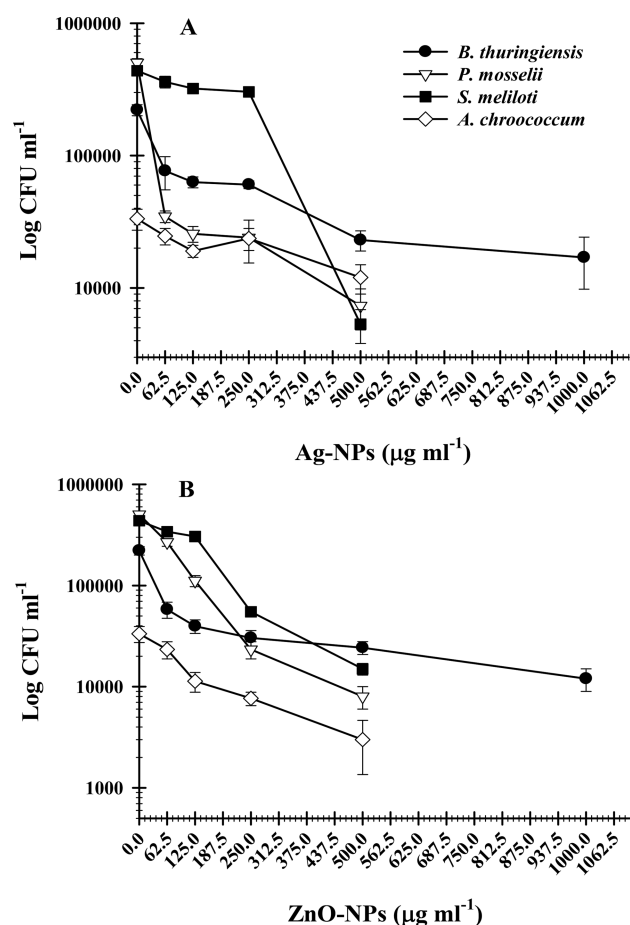 A
1000000
100000
10000
Log CFU ml-1
B. thuringiensis
P. mosselii
S. meliloti
A. chroococcum
0.0 62.5 125.0 187.5 250.0 312.5 375.0 437.5 500.0 562.5 625.0 687.5 750.0 812.5 875.0 937.5 1000.0 1062.5
Ag-NPs (µg ml-1)
B
1000000
100000
10000
1000
Log CFU ml-1
0.0 62.5 125.0 187.5 250.0 312.5 375.0 437.5 500.0 562.5 625.0 687.5 750.0 812.5 875.0 937.5 1000.0 1062.5
ZnO-NPs (µg ml-1)